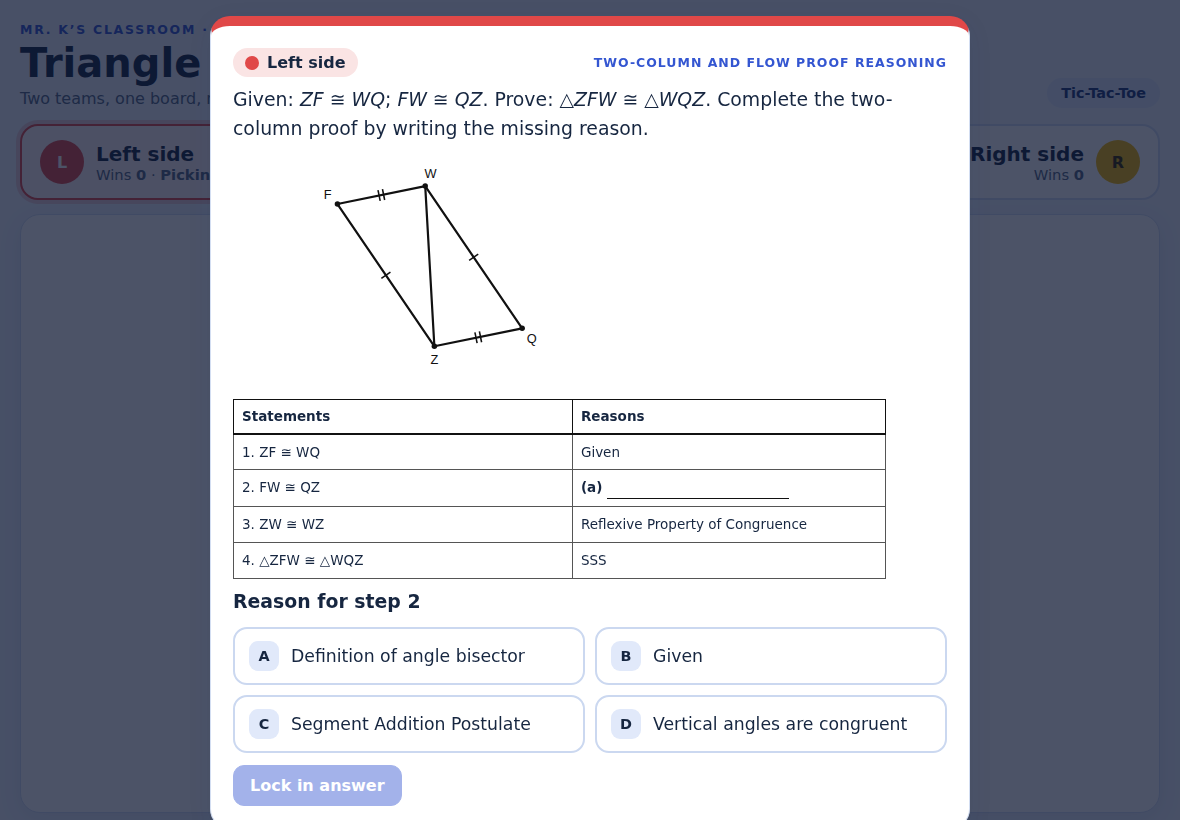 MR. K’S CLASSROOM ·
Triangle
Two teams, one board,
Tic-Tac-Toe
L
Left side
Wins 0 ·
Right side
Wins 0
R
Left side
TWO-COLUMN AND FLOW PROOF REASONING
Given: ZF ≅ WQ; FW ≅ QZ. Prove: △ZFW ≅ △WQZ. Complete the two-
column proof by writing the missing reason.
W
F
Q
Z
Statements Reasons
1. ZF ≅ WQ Given
2. FW ≅ QZ (a)
3. ZW ≅ WZ Reflexive Property of Congruence
4. △ZFW ≅ △WQZ SSS
Reason for step 2
A Definition of angle bisector
B Given
C Segment Addition Postulate
D Vertical angles are congruent
Lock in answer